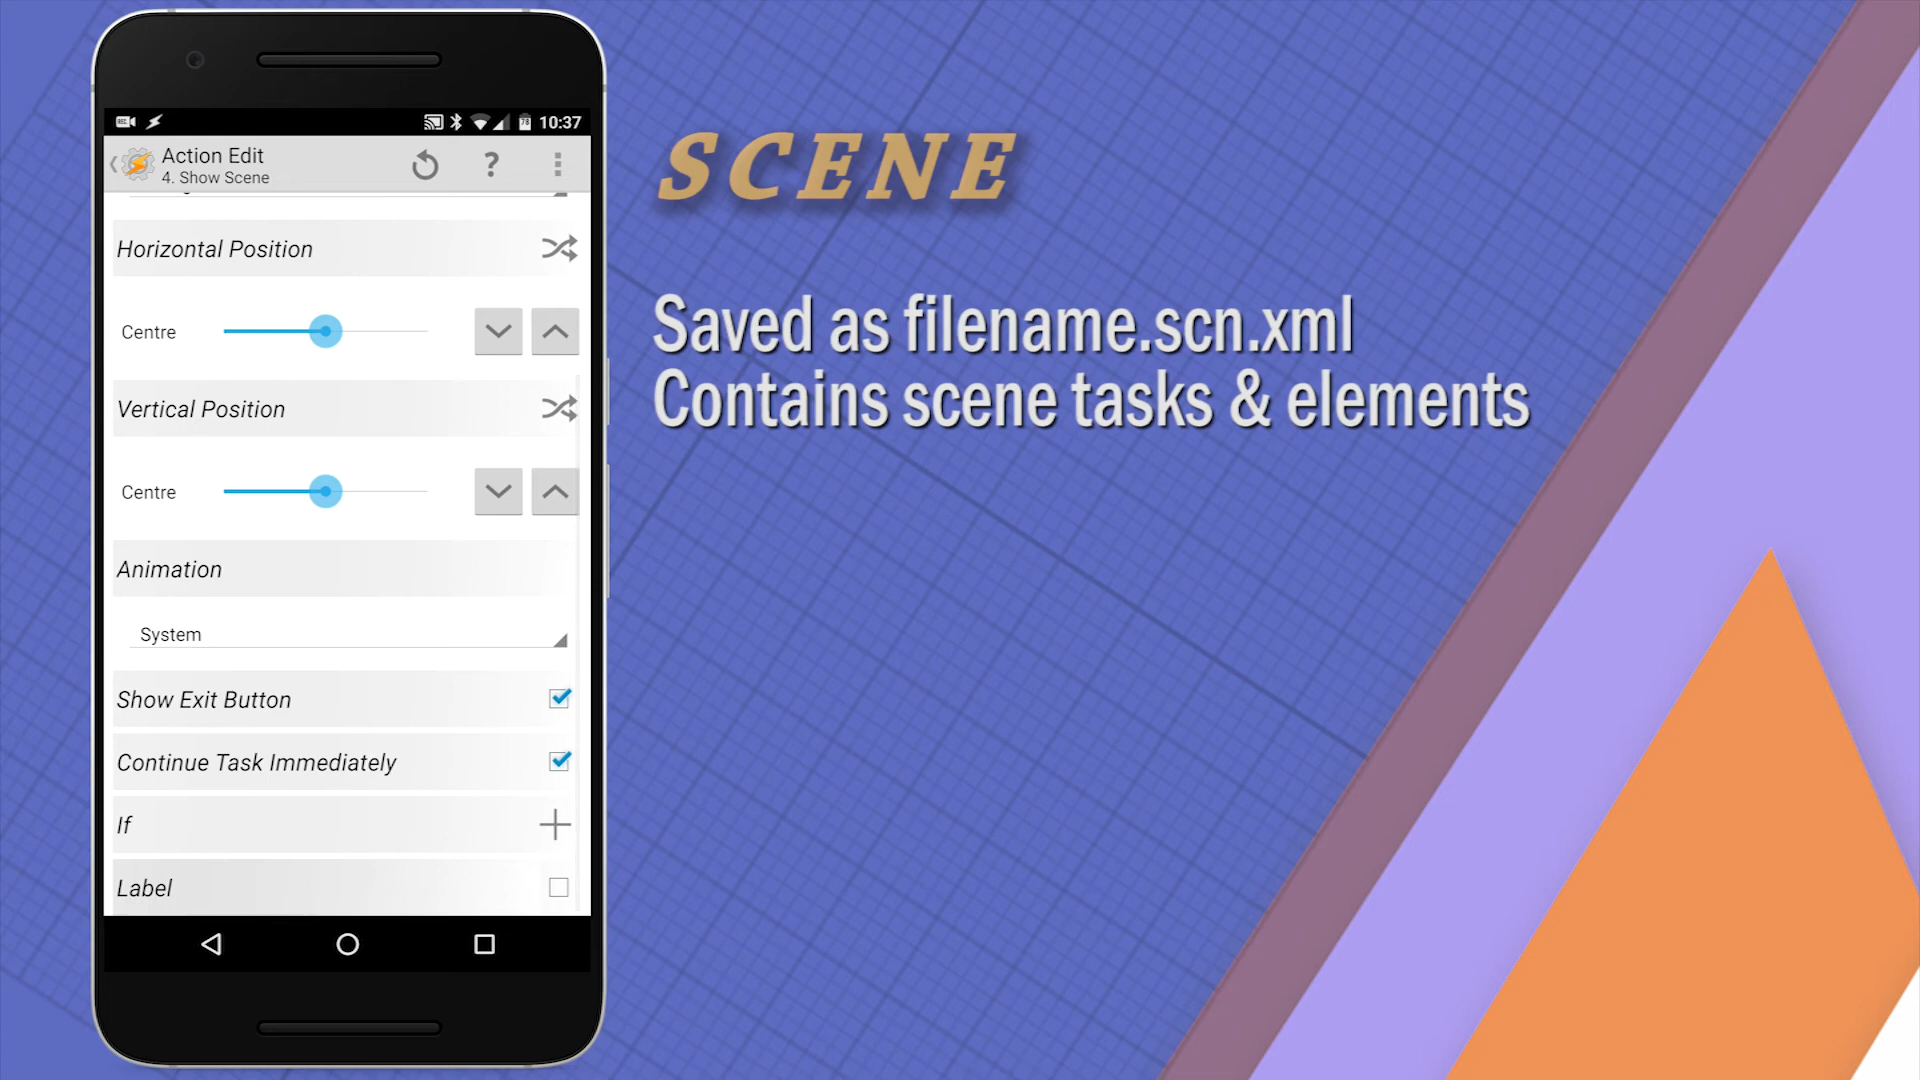 10:37
Action Edit
4. Show Scene
Horizontal Position
Centre
Vertical Position
Centre
Animation
System
Show Exit Button
Continue Task Immediately
If
Label
SCENE
Saved as filename.scn.xml
Contains scene tasks & elements